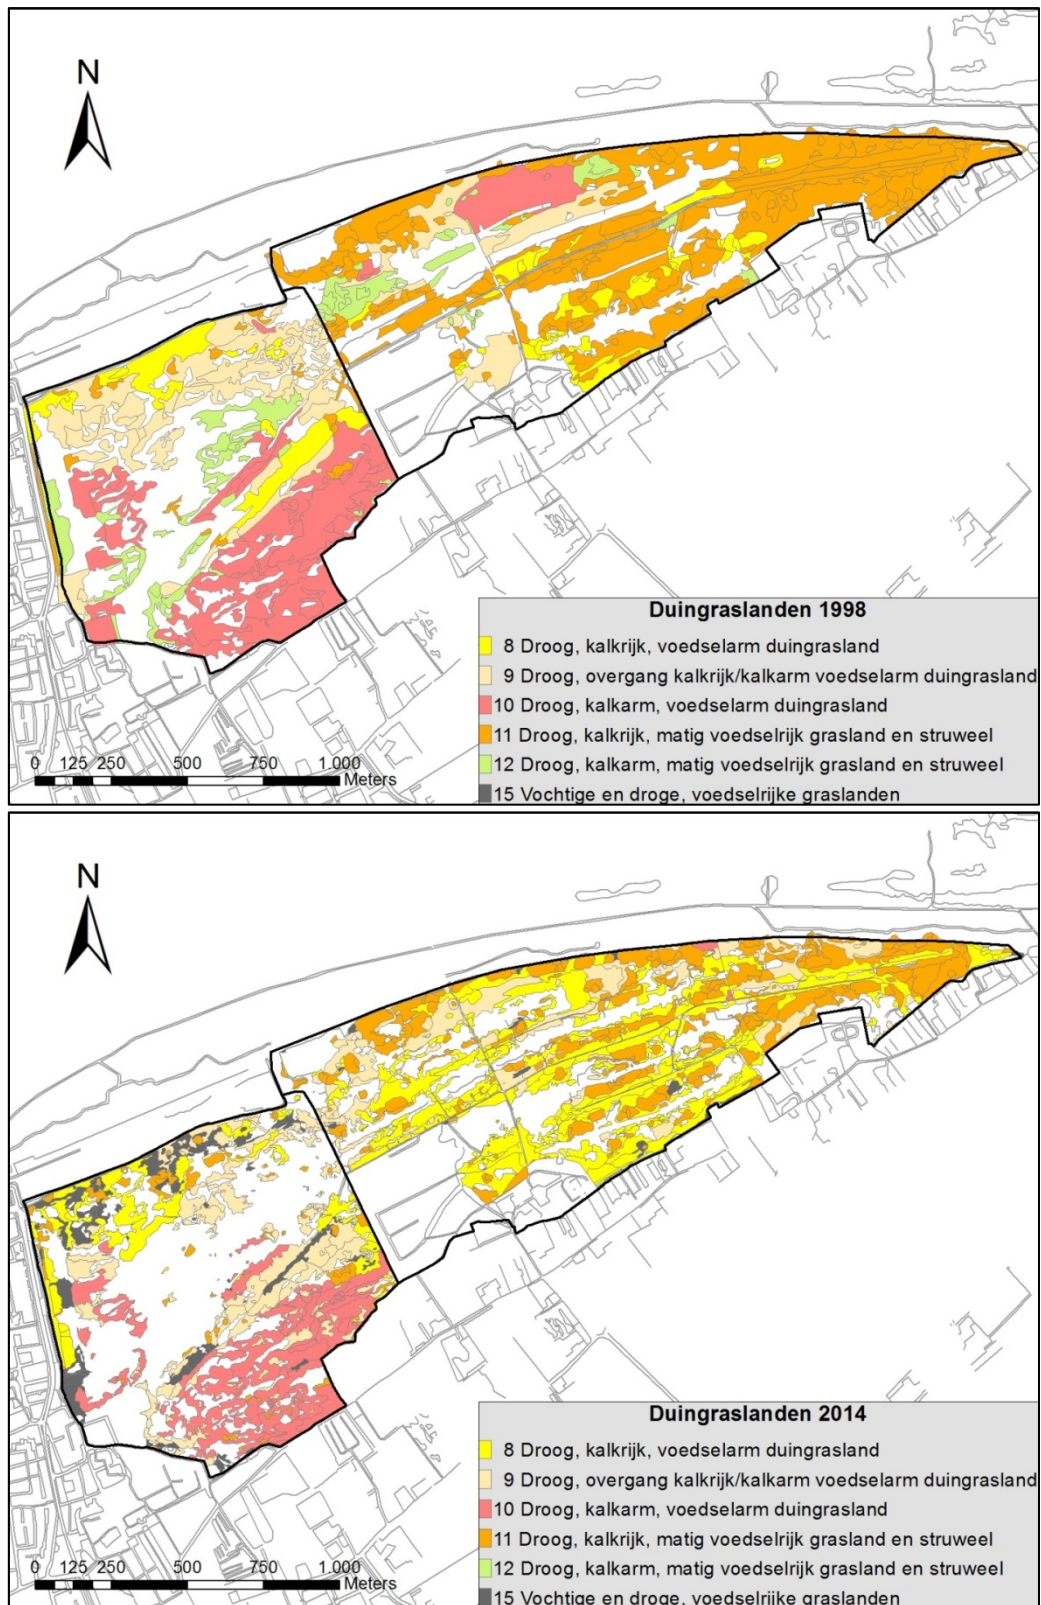 N
Duingraslanden 1998
8 Droog, kalkrijk, voedselarm duingrasland
9 Droog, overgang kalkrijk/kalkarm voedselarm duingrasland
10 Droog, kalkarm, voedselarm duingrasland
11 Droog, kalkrijk, matig voedselrijk grasland en struweel
12 Droog, kalkarm, matig voedselrijk grasland en struweel
15 Vochtige en droge, voedselrijke graslanden
0 125 250 500 750 1.000
Meters
N
Duingraslanden 2014
8 Droog, kalkrijk, voedselarm duingrasland
9 Droog, overgang kalkrijk/kalkarm voedselarm duingrasland
10 Droog, kalkarm, voedselarm duingrasland
11 Droog, kalkrijk, matig voedselrijk grasland en struweel
12 Droog, kalkarm, matig voedselrijk grasland en struweel
15 Vochtige en droge, voedselrijke graslanden
0 125 250 500 750 1.000
Meters